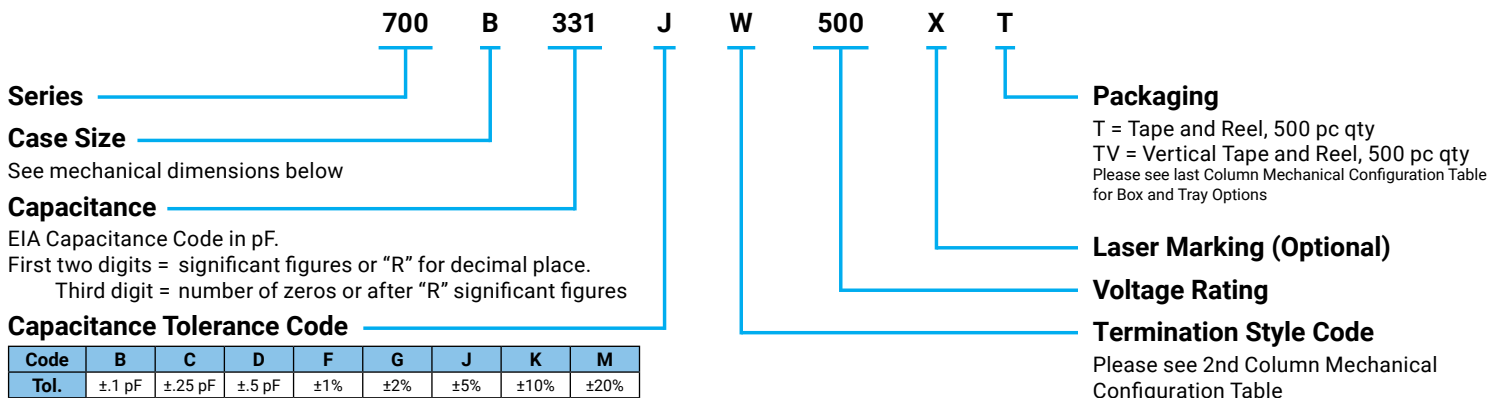 700 B 331 J W 500 X T
Series
Case Size
See mechanical dimensions below
Capacitance
EIA Capacitance Code in pF.
First two digits = significant figures or “R” for decimal place.
Third digit = number of zeros or after “R” significant figures
Capacitance Tolerance Code
Code B C D F G J K M
Tol. ±.1 pF ±.25 pF ±.5 pF ±1% ±2% ±5% ±10% ±20%
Packaging
T = Tape and Reel, 500 pc qty
TV = Vertical Tape and Reel, 500 pc qty
Please see last Column Mechanical Configuration Table
for Box and Tray Options
Laser Marking (Optional)
Voltage Rating
Termination Style Code
Please see 2nd Column Mechanical
Configuration Table